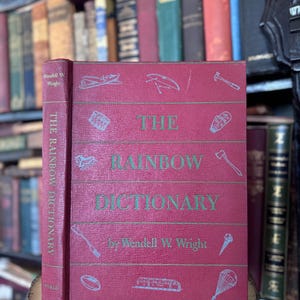 Wendell W.
Wright
THE RAINBOW DICTIONARY
THE
RAINBOW
DICTIONARY
by Wendell W. Wright